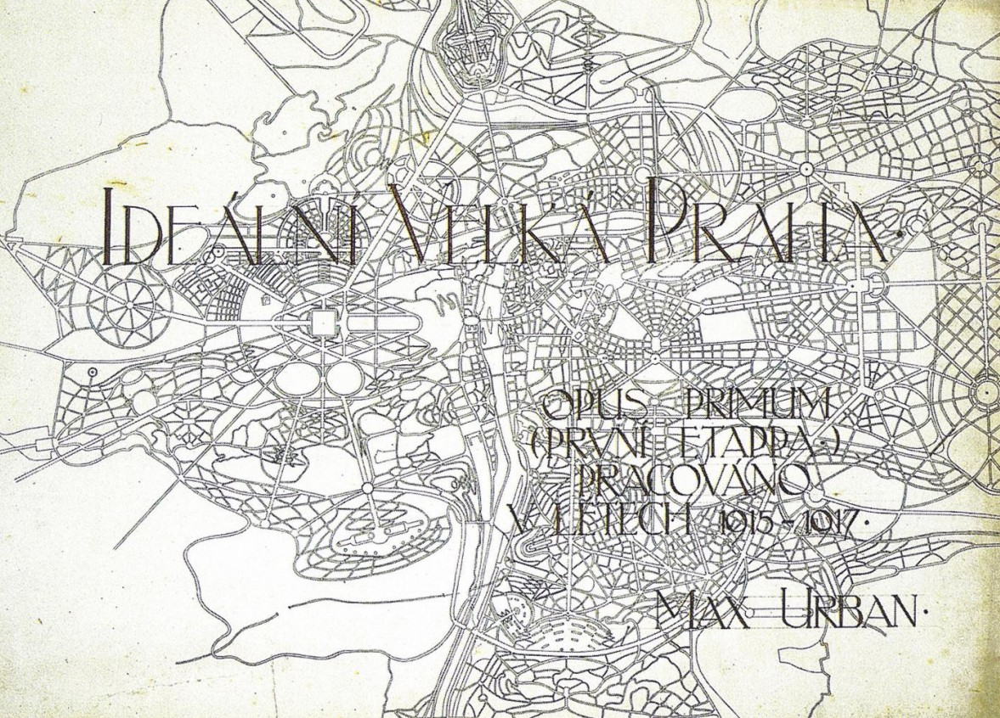 IDEÁLNÍ VELKÁ PRAHA.
OPUS PRIMUM
(PRVNÍ ETAPPA.)
PRACOVÁNO
V LETECH 1915-1917.
MAX URBAN.